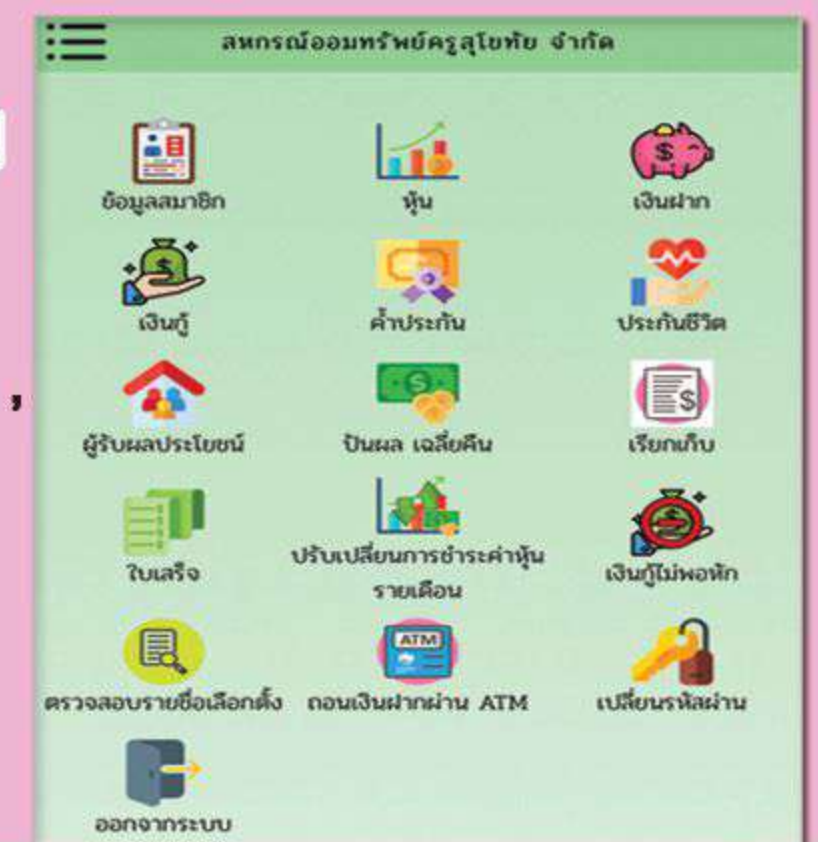 สหกรณ์ออมทรัพย์ครูสุโขทัย จำกัด
ข้อมูลสมาชิก
หุ้น
เงินฝาก
เงินกู้
ค้ำประกัน
ประกันชีวิต
ผู้รับผลประโยชน์
ปันผล เฉลี่ยคืน
เรียกเก็บ
ใบเสร็จ
ปรับเปลี่ยนการชำระค่าหุ้น
รายเดือน
เงินกู้ไม่พอหัก
ตรวจสอบรายชื่อเลือกตั้ง
ATM
ถอนเงินฝากผ่าน ATM
เปลี่ยนรหัสผ่าน
ออกจากระบบ